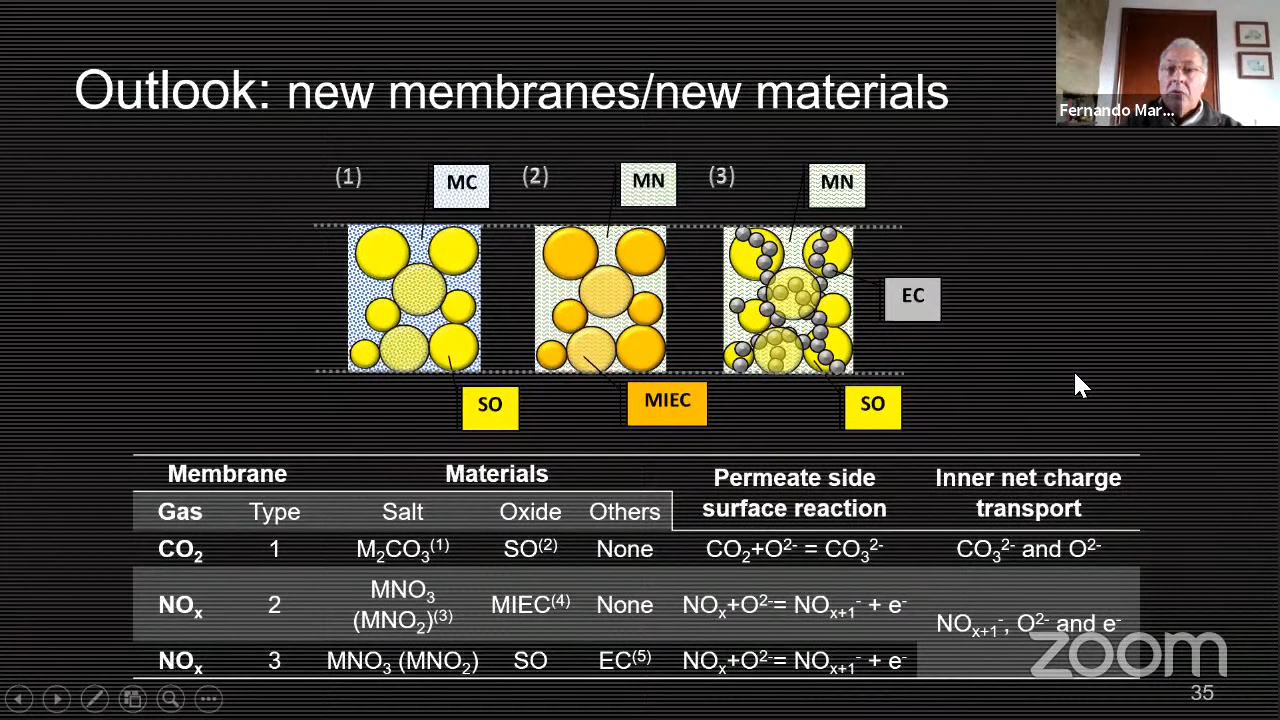 Outlook: new membranes/new materials
Fernando Mar...
(1) MC (2) MN (3) MN
EC
SO MIEC SO
Membrane Materials Permeate side surface reaction Inner net charge transport
Gas Type Salt Oxide Others
CO₂ 1 M₂CO₃⁽¹⁾ SO⁽²⁾ None CO₂+O²⁻ = CO₃²⁻ CO₃²⁻ and O²⁻
NOₓ 2 MNO₃ (MNO₂)⁽³⁾ MIEC⁽⁴⁾ None NOₓ+O²⁻= NOₓ₊₁⁻ + e⁻ NOₓ₊₁⁻, O²⁻ and e⁻
NOₓ 3 MNO₃ (MNO₂) SO EC⁽⁵⁾ NOₓ+O²⁻= NOₓ₊₁⁻ + e⁻
zoom
35